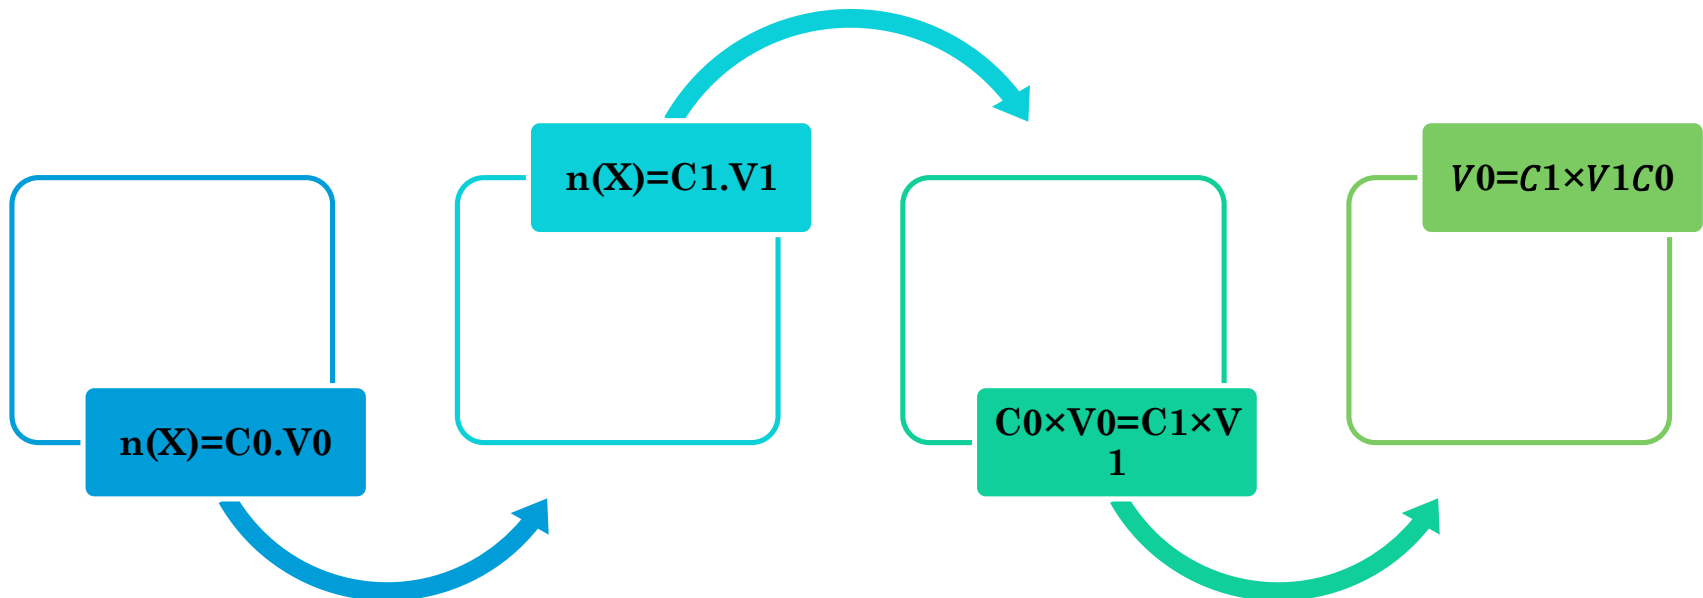 n(X)=C0.V0
n(X)=C1.V1
C0×V0=C1×V
1
𝑉0=𝐶1×𝑉1𝐶0